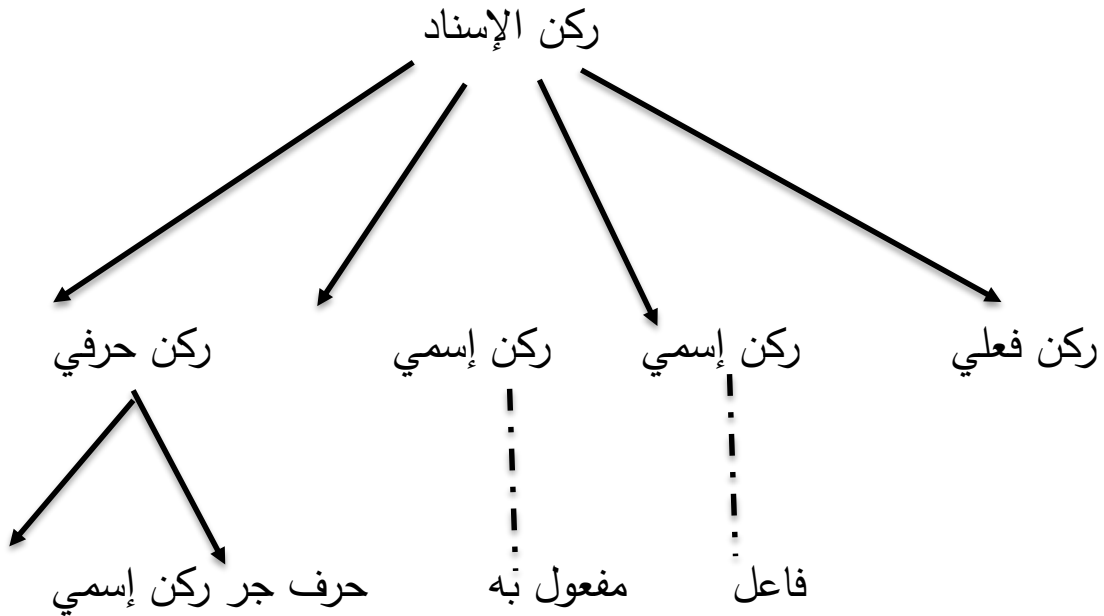 ركن الإسناد
ركن فعلي ركن إسمي ركن إسمي ركن حرفي
فاعل مفعول به حرف جر ركن إسمي